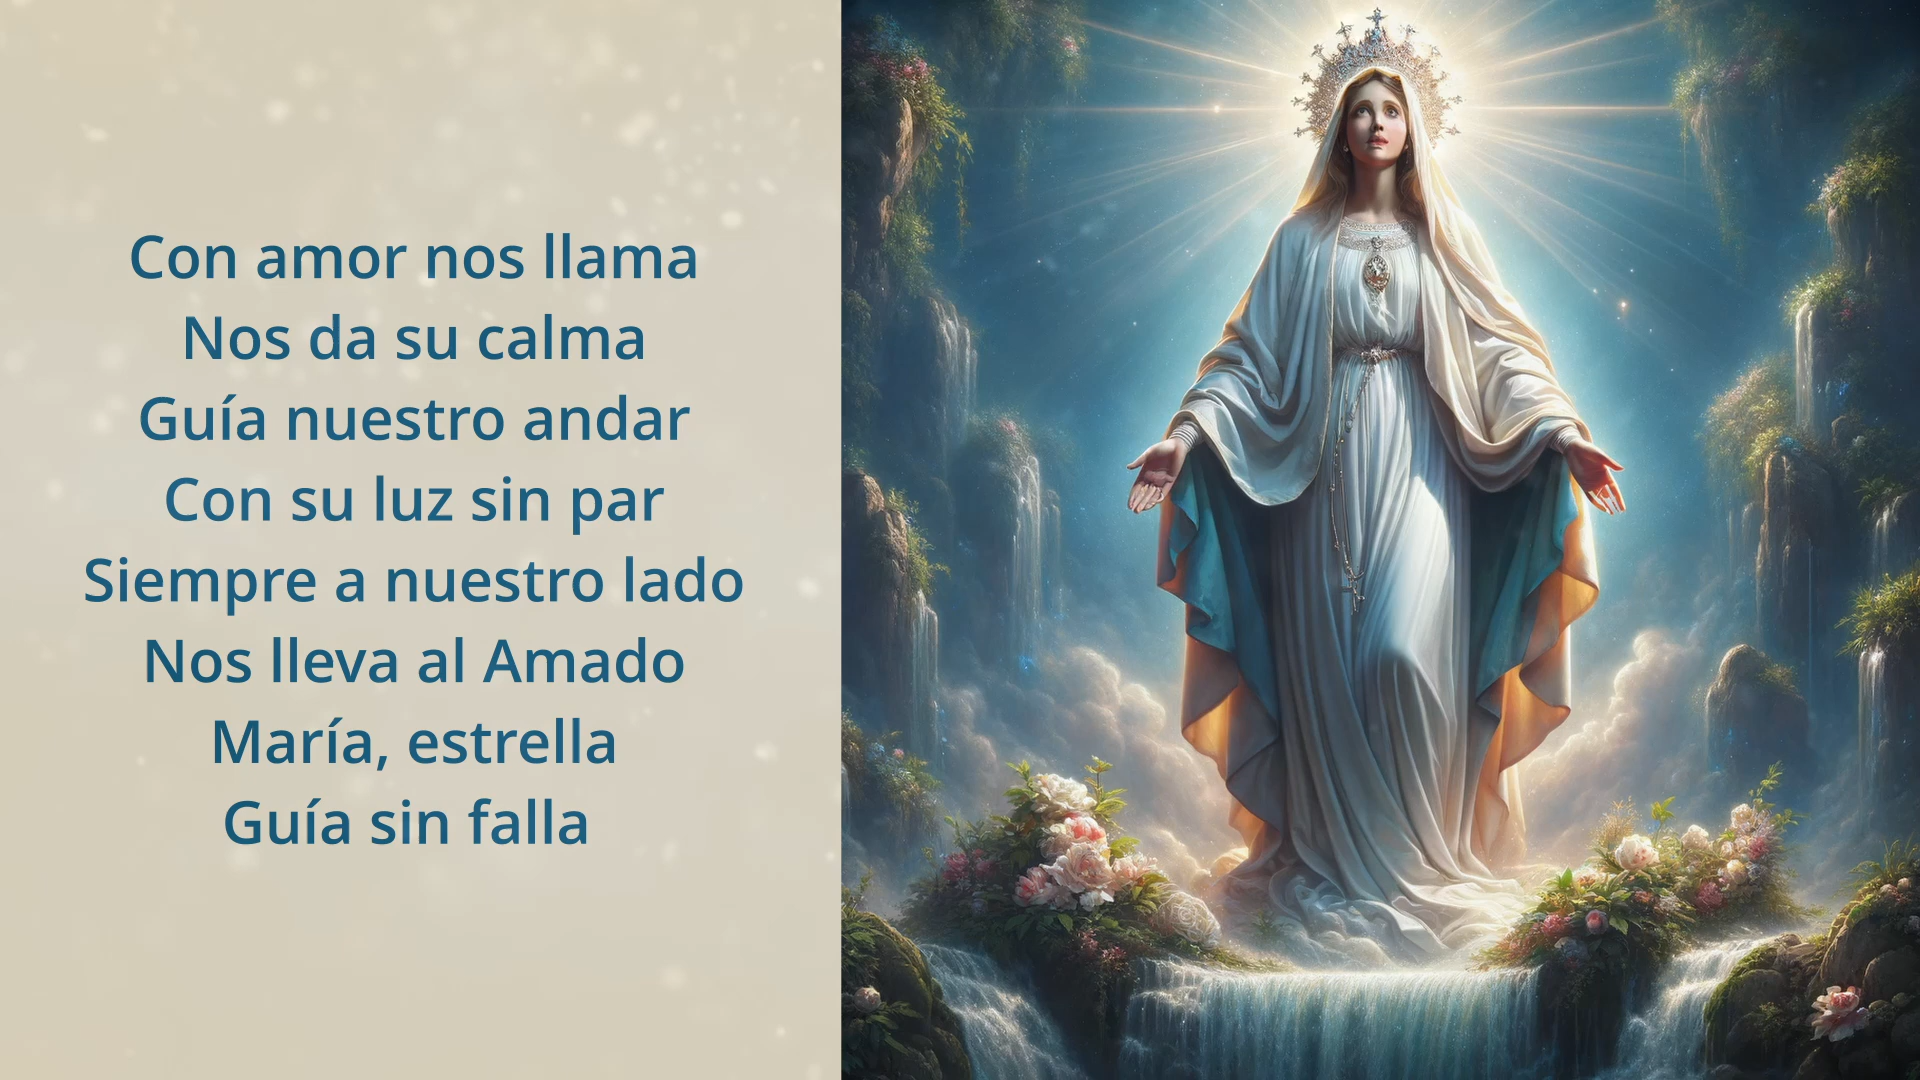 Con amor nos llama
Nos da su calma
Guía nuestro andar
Con su luz sin par
Siempre a nuestro lado
Nos lleva al Amado
María, estrella
Guía sin falla